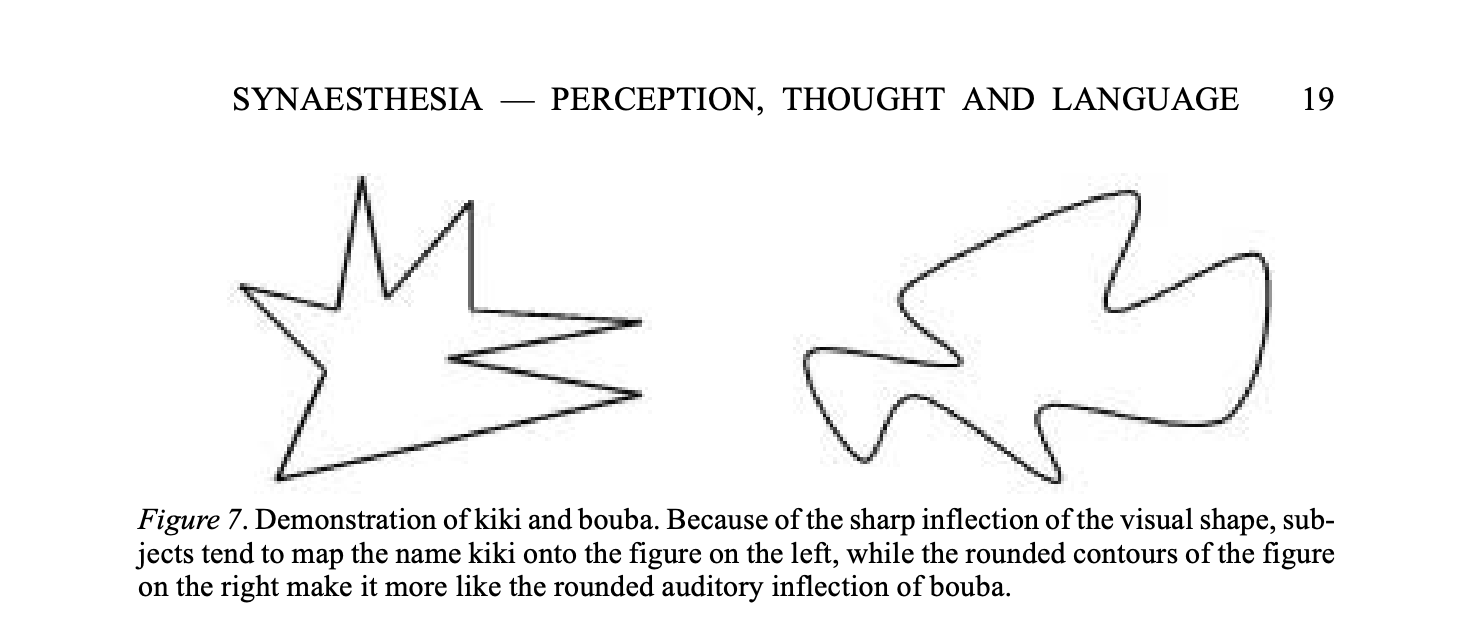 SYNAESTHESIA — PERCEPTION, THOUGHT AND LANGUAGE 19
Figure 7. Demonstration of kiki and bouba. Because of the sharp inflection of the visual shape, sub-
jects tend to map the name kiki onto the figure on the left, while the rounded contours of the figure
on the right make it more like the rounded auditory inflection of bouba.